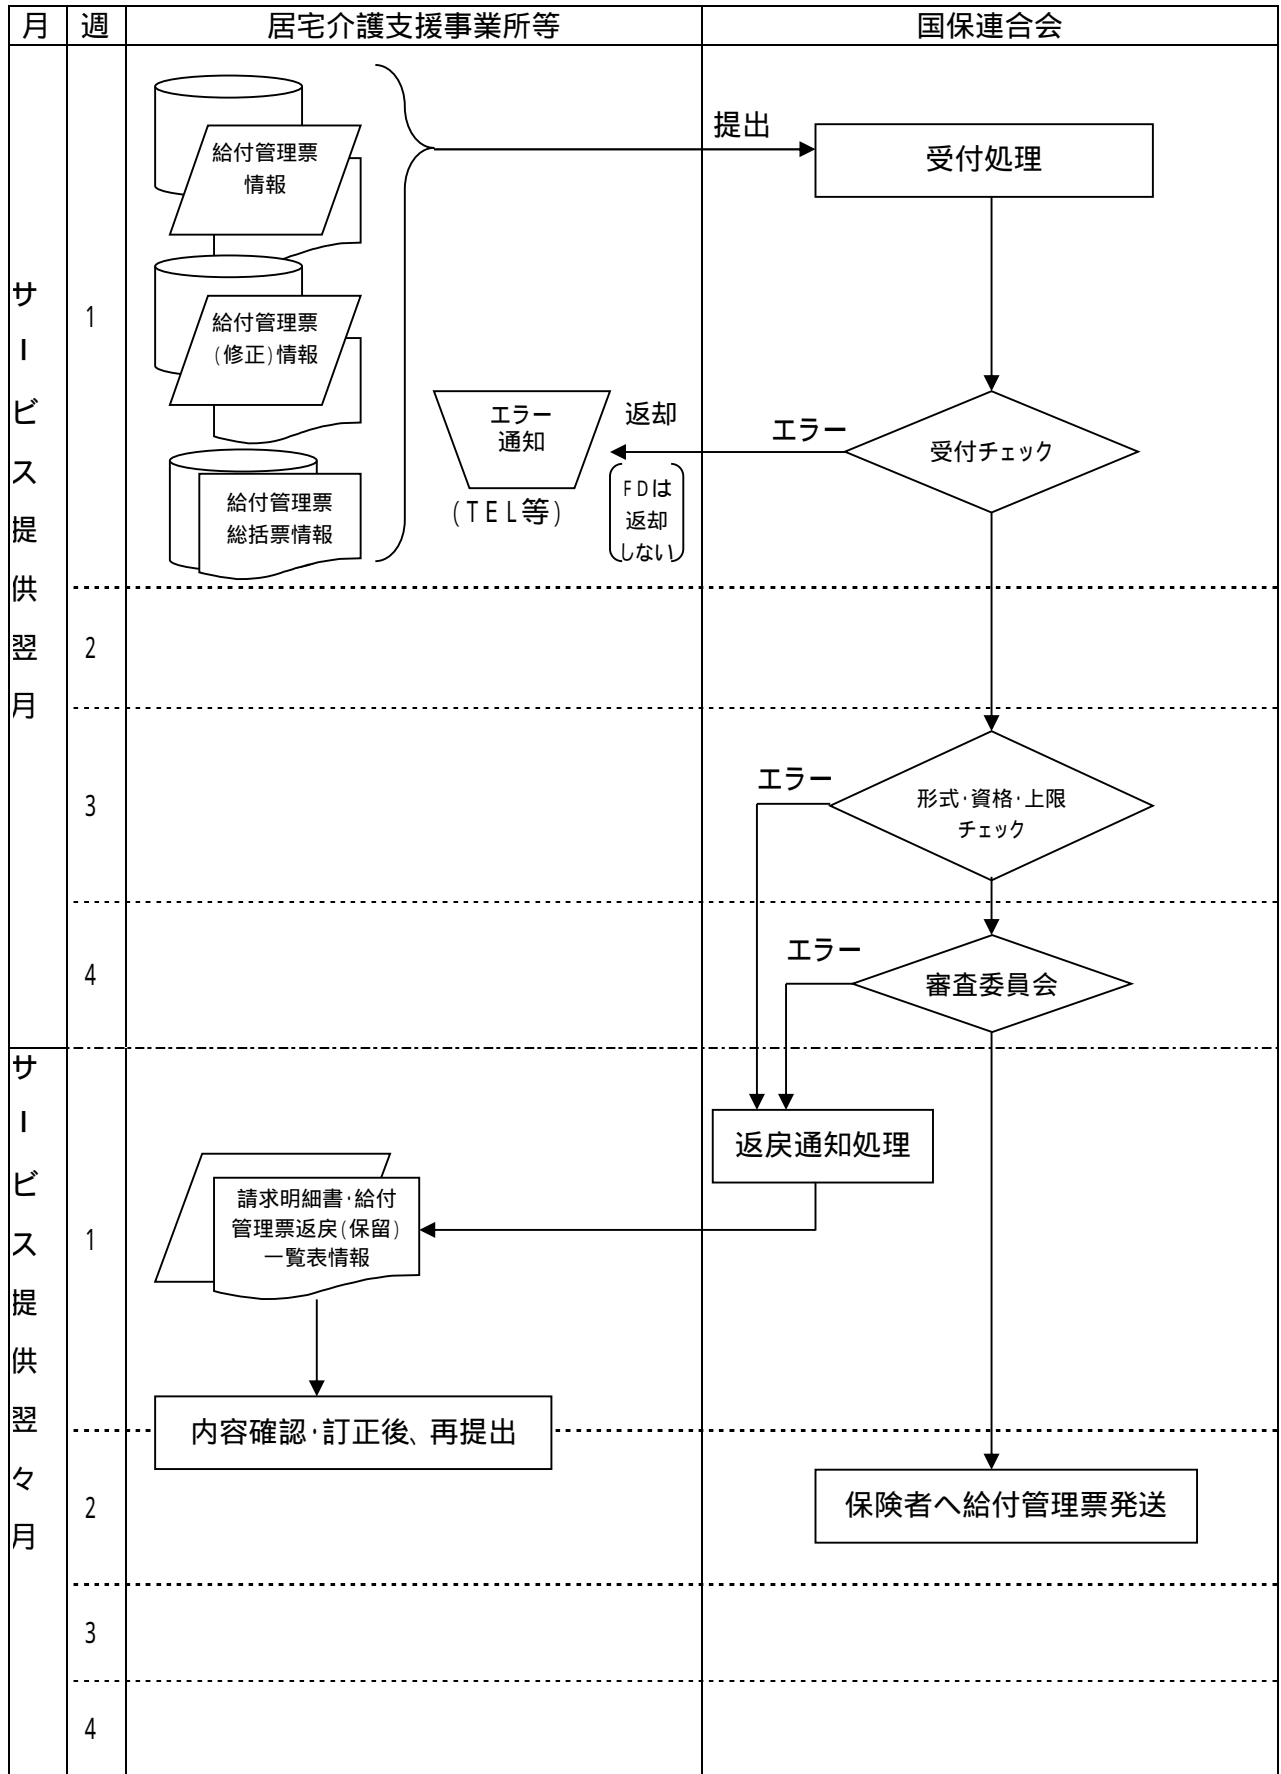 月 週 居宅介護支援事業所等 国保連合会
サービス提供翌月
1
給付管理票
情報
給付管理票
(修正)情報
給付管理票
総括票情報
提出
受付処理
受付チェック
エラー
返却
FDは
返却
しない
エラー
通知
(TEL等)
2
3
形式・資格・上限
チェック
エラー
4
審査委員会
エラー
サービス提供翌々月
1
返戻通知処理
請求明細書・給付
管理票返戻(保留)
一覧表情報
内容確認・訂正後、再提出
2
保険者へ給付管理票発送
3
4